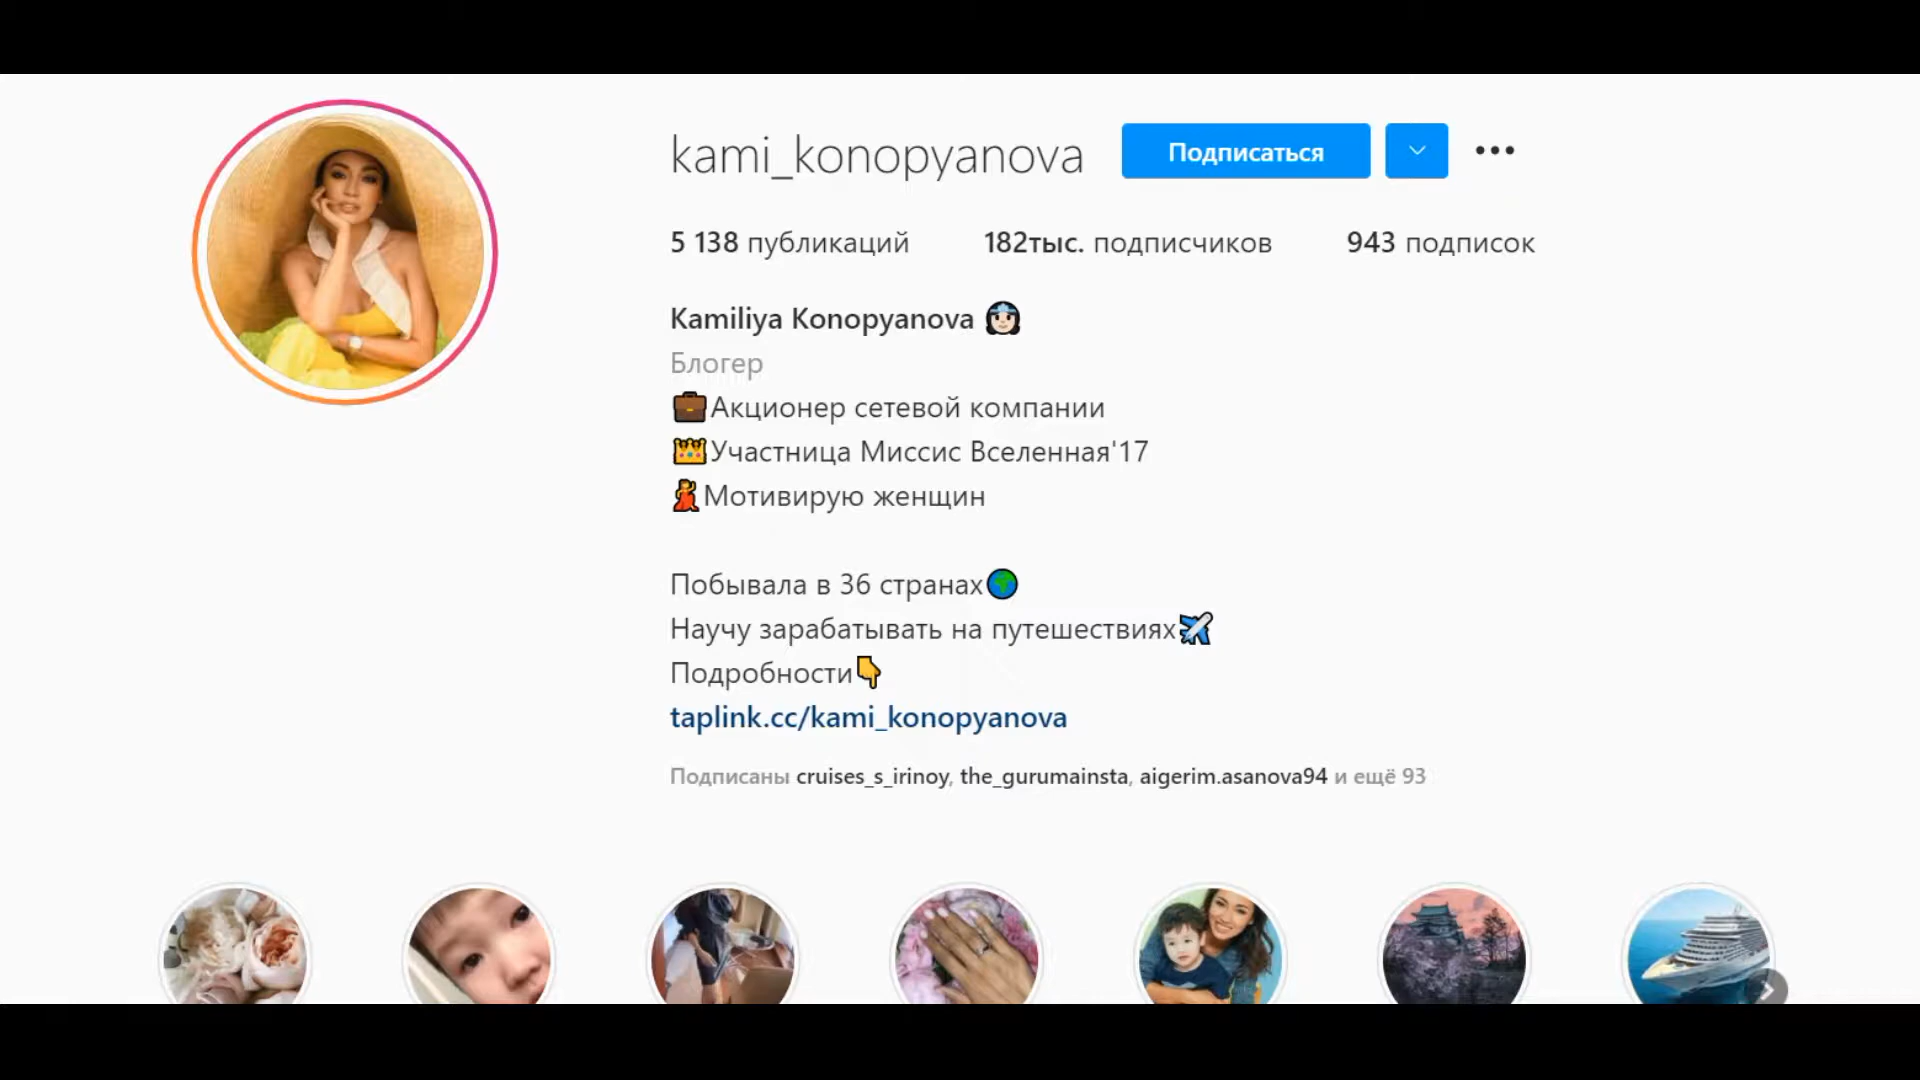 kami_konopyanova Подписаться
5 138 публикаций 182тыс. подписчиков 943 подписок
Kamiliya Konopyanova 👸🏻
Блогер
💼Акционер сетевой компании
👑Участница Миссис Вселенная'17
💃Мотивирую женщин
Побывала в 36 странах🌍
Научу зарабатывать на путешествиях✈️
Подробности👇
taplink.cc/kami_konopyanova
Подписаны cruises_s_irinoy, the_gurumainsta, aigerim.asanova94 и ещё 93